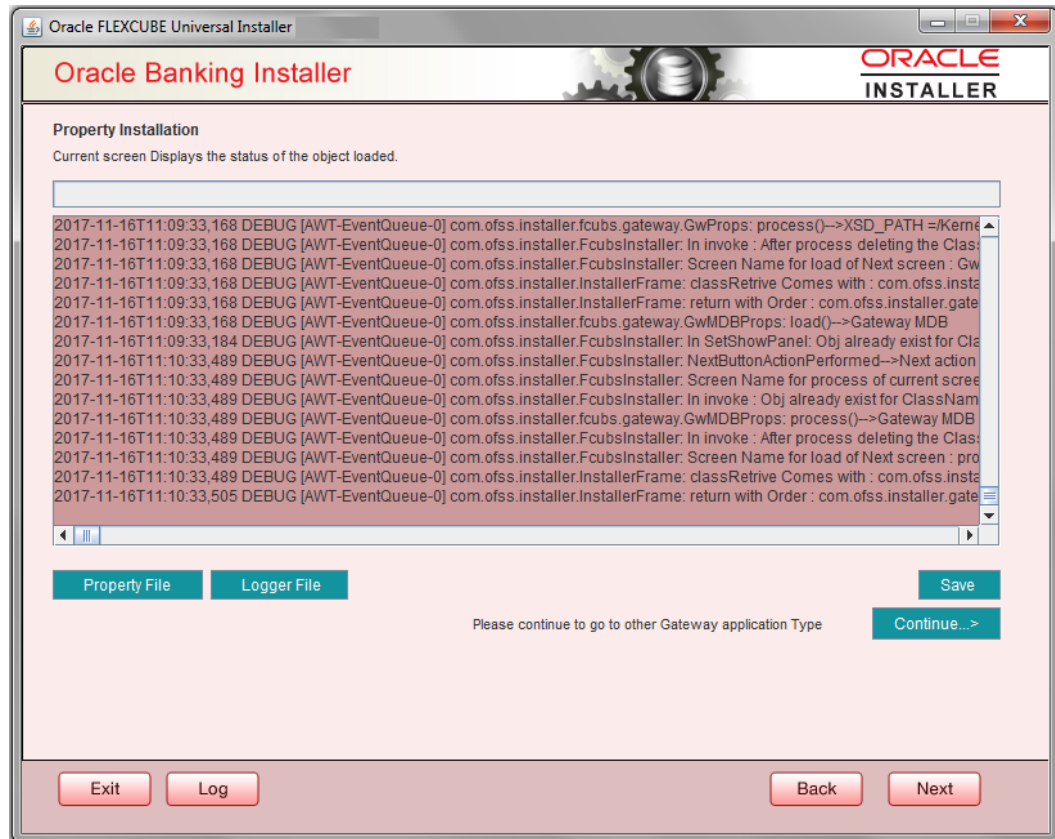 Oracle FLEXCUBE Universal Installer
Oracle Banking Installer
ORACLE
INSTALLER
Property Installation
Current screen Displays the status of the object loaded.
2017-11-16T11:09:33,168 DEBUG [AWT-EventQueue-0] com.ofss.installer.fcubs.gateway.GwProps: process()-->XSD_PATH =/Kerne
2017-11-16T11:09:33,168 DEBUG [AWT-EventQueue-0] com.ofss.installer.FcubsInstaller: In invoke : After process deleting the Clas
2017-11-16T11:09:33,168 DEBUG [AWT-EventQueue-0] com.ofss.installer.FcubsInstaller: Screen Name for load of Next screen : Gw
2017-11-16T11:09:33,168 DEBUG [AWT-EventQueue-0] com.ofss.installer.InstallerFrame: classRetrive Comes with : com.ofss.insta
2017-11-16T11:09:33,168 DEBUG [AWT-EventQueue-0] com.ofss.installer.InstallerFrame: return with Order : com.ofss.installer.gate
2017-11-16T11:09:33,168 DEBUG [AWT-EventQueue-0] com.ofss.installer.fcubs.gateway.GwMDBProps: load()-->Gateway MDB
2017-11-16T11:09:33,184 DEBUG [AWT-EventQueue-0] com.ofss.installer.FcubsInstaller: In SetShowPanel: Obj already exist for Cla
2017-11-16T11:10:33,489 DEBUG [AWT-EventQueue-0] com.ofss.installer.FcubsInstaller: NextButtonActionPerformed-->Next action
2017-11-16T11:10:33,489 DEBUG [AWT-EventQueue-0] com.ofss.installer.FcubsInstaller: Screen Name for process of current scree
2017-11-16T11:10:33,489 DEBUG [AWT-EventQueue-0] com.ofss.installer.FcubsInstaller: In invoke : Obj already exist for ClassNam
2017-11-16T11:10:33,489 DEBUG [AWT-EventQueue-0] com.ofss.installer.fcubs.gateway.GwMDBProps: process()-->Gateway MDB
2017-11-16T11:10:33,489 DEBUG [AWT-EventQueue-0] com.ofss.installer.FcubsInstaller: In invoke : After process deleting the Clas
2017-11-16T11:10:33,489 DEBUG [AWT-EventQueue-0] com.ofss.installer.FcubsInstaller: Screen Name for load of Next screen : pro
2017-11-16T11:10:33,489 DEBUG [AWT-EventQueue-0] com.ofss.installer.InstallerFrame: classRetrive Comes with : com.ofss.insta
2017-11-16T11:10:33,505 DEBUG [AWT-EventQueue-0] com.ofss.installer.InstallerFrame: return with Order : com.ofss.installer.gate
Property File Logger File Save
Please continue to go to other Gateway application Type Continue...>
Exit Log Back Next